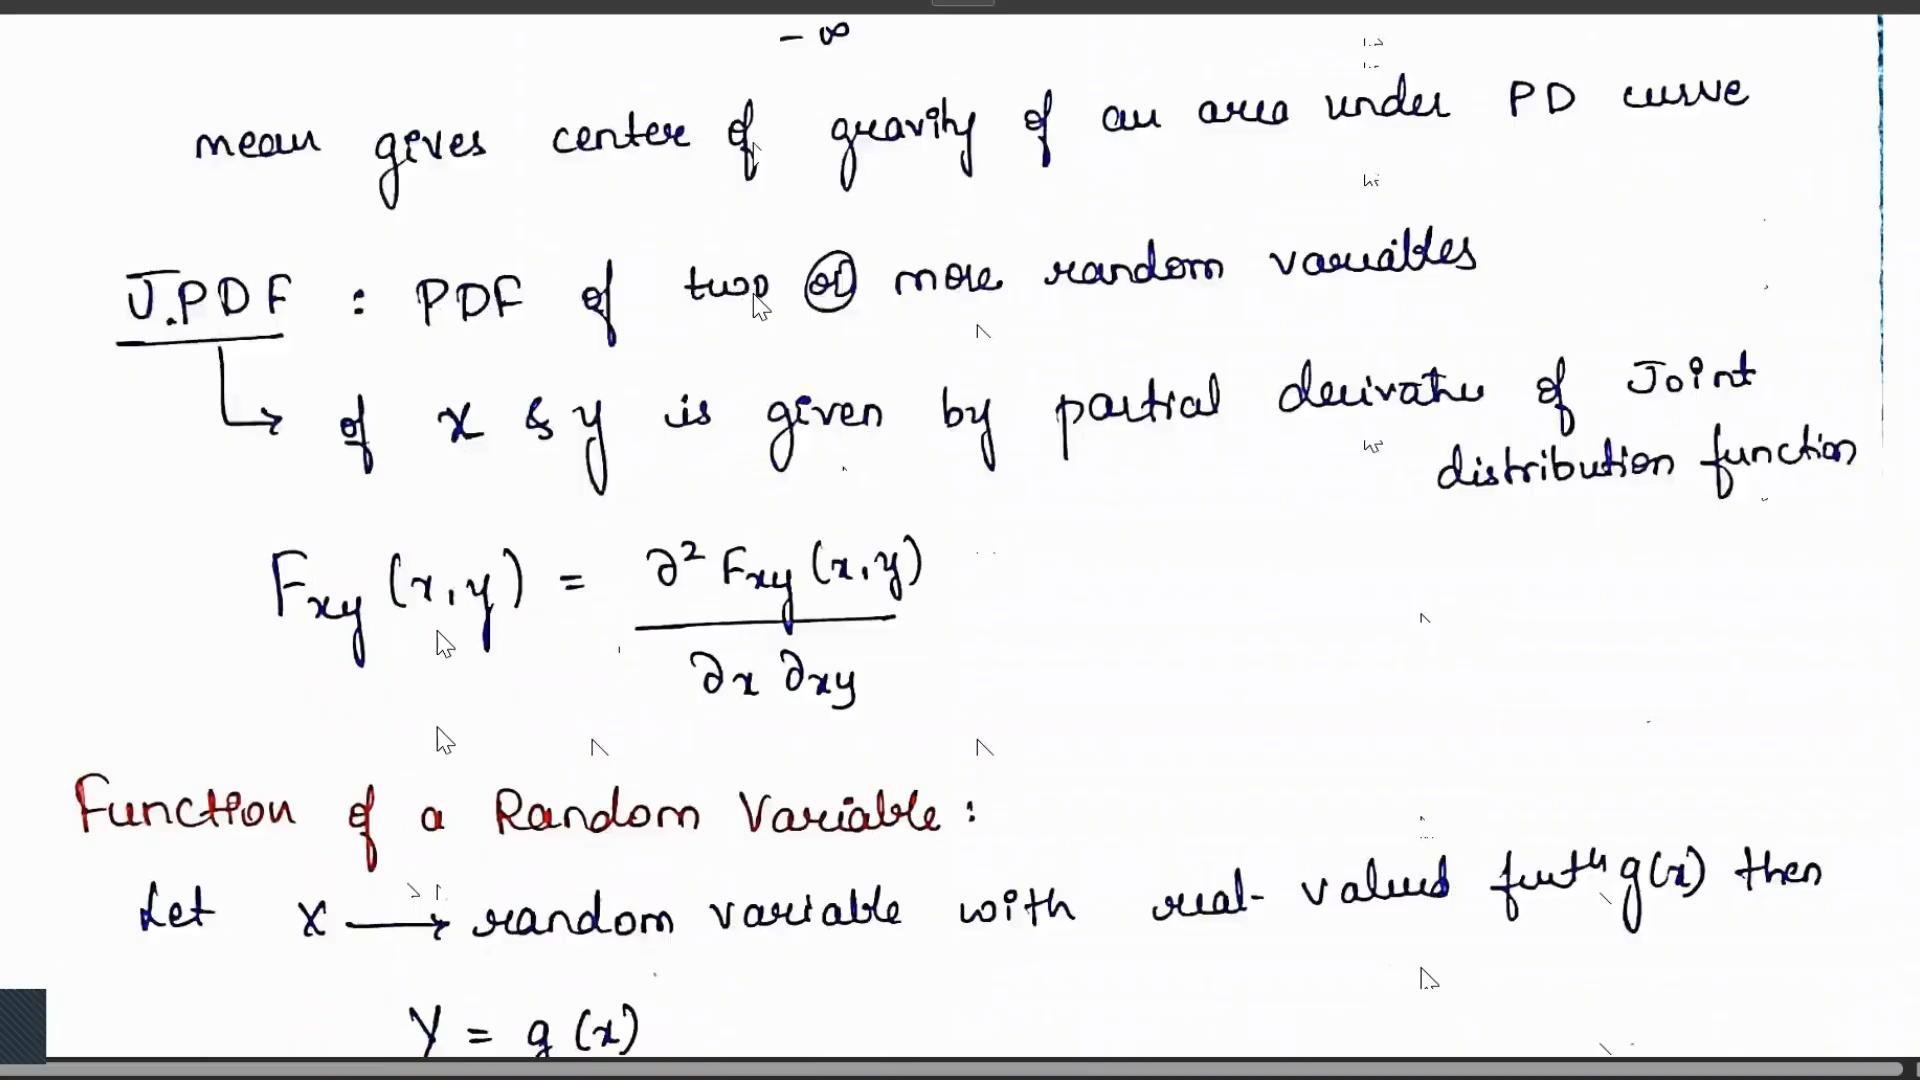 - ∞
mean gives center of gravity of an area under PD curve
J.PDF : PDF of two or more random variables
→ of x & y is given by partial derivative of Joint
distribution function
Fxy (x,y) = ∂² Fxy (x,y)
∂x ∂xy
Function of a Random Variable :
Let X → random variable with real-valued g(x) then
Y = g (x)